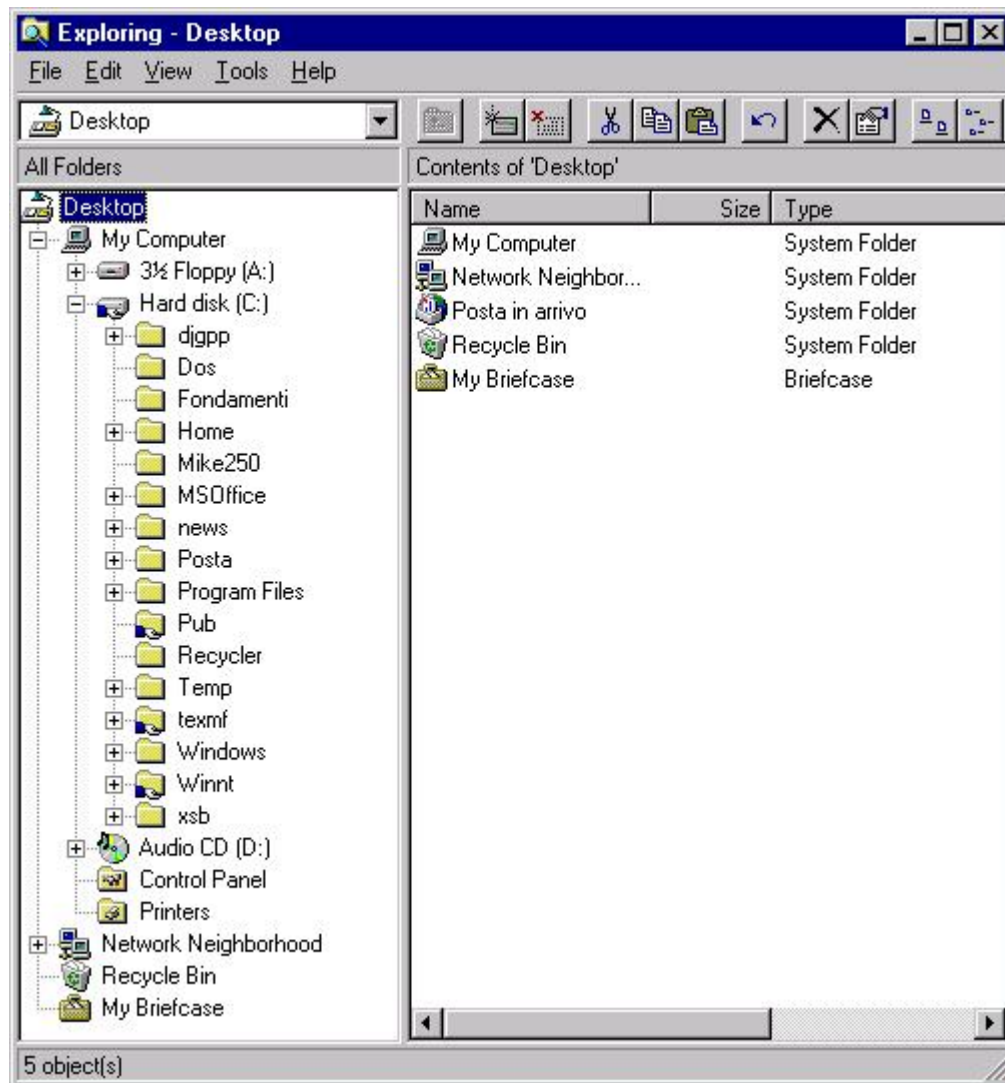 Exploring - Desktop
File Edit View Tools Help
Desktop
All Folders
Contents of 'Desktop'
Desktop
My Computer
3½ Floppy (A:)
Hard disk (C:)
djgpp
Dos
Fondamenti
Home
Mike250
MSOffice
news
Posta
Program Files
Pub
Recycler
Temp
texmf
Windows
Winnt
xsb
Audio CD (D:)
Control Panel
Printers
Network Neighborhood
Recycle Bin
My Briefcase
Name Size Type
My Computer System Folder
Network Neighbor... System Folder
Posta in arrivo System Folder
Recycle Bin System Folder
My Briefcase Briefcase
5 object(s)